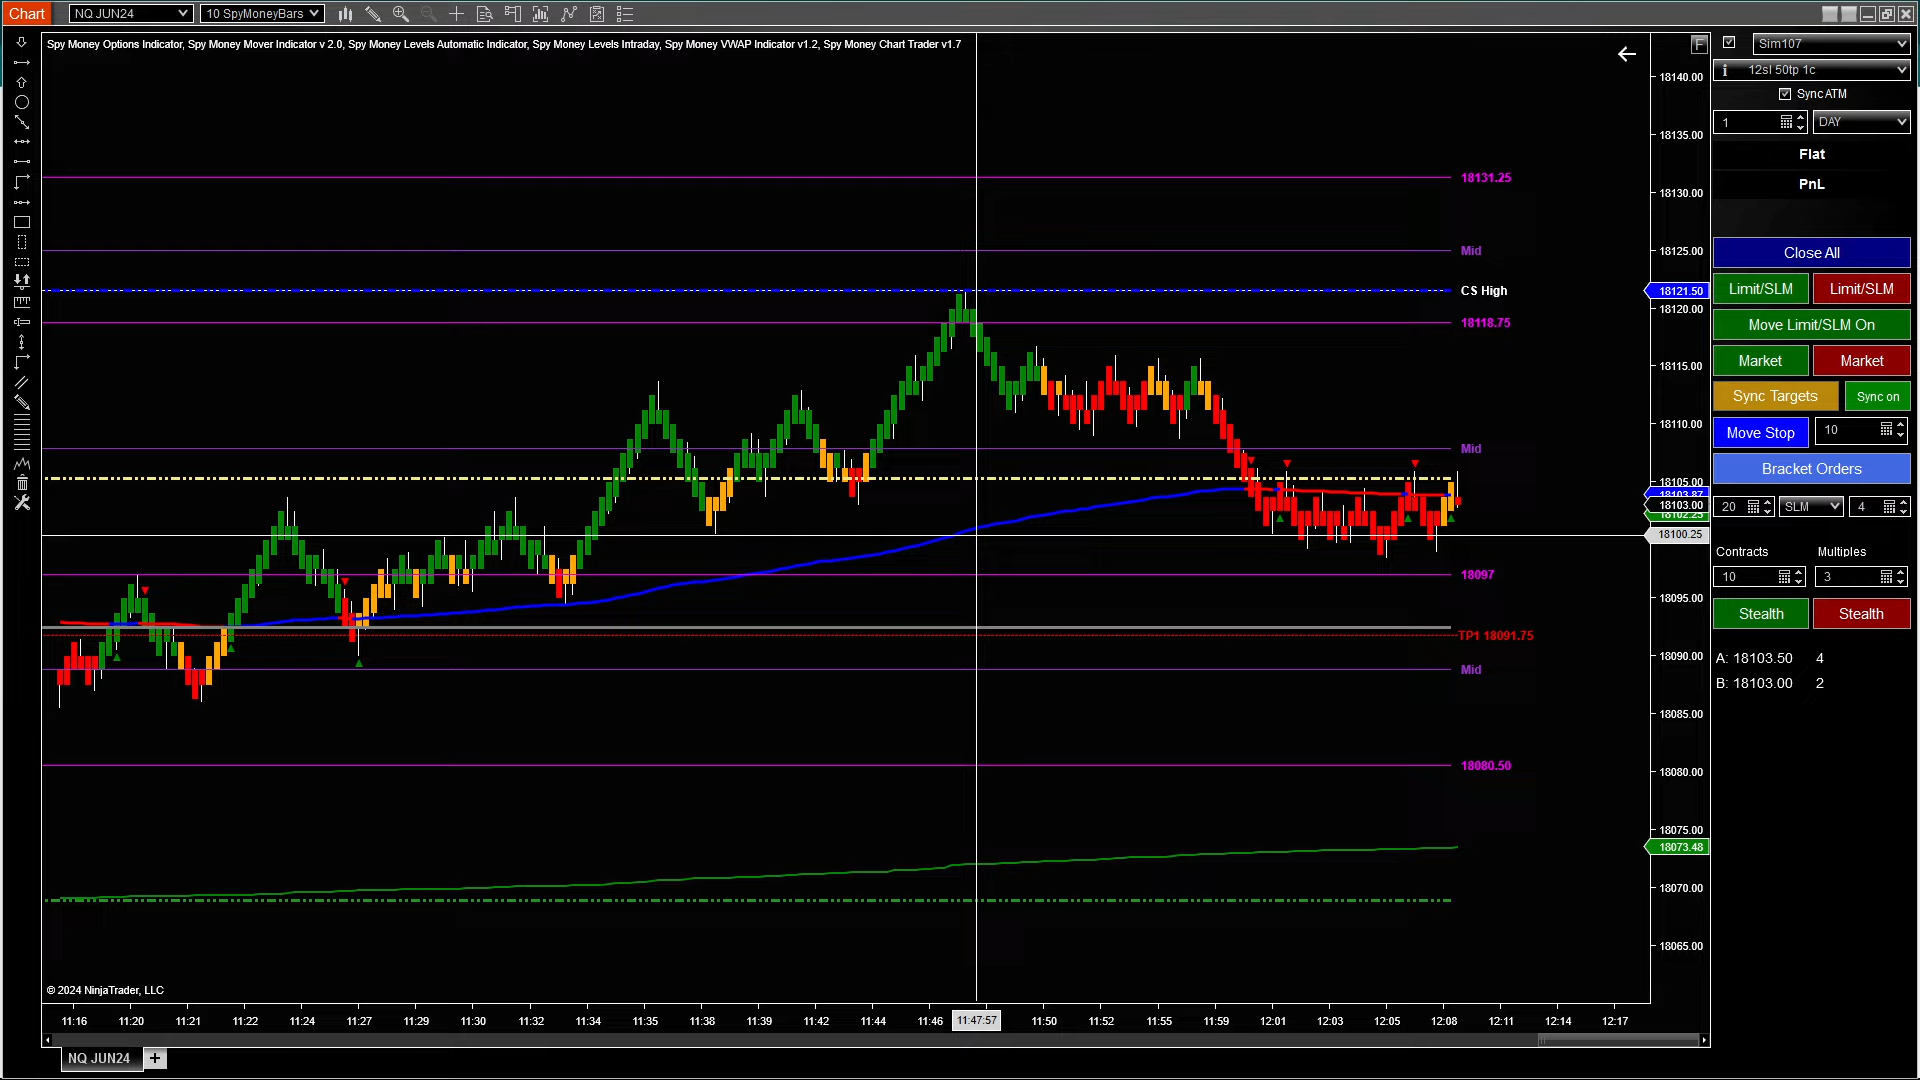 Chart
NQ JUN24
10 SpyMoneyBars
Spy Money Options Indicator, Spy Money Mover Indicator v 2.0, Spy Money Levels Automatic Indicator, Spy Money Levels Intraday, Spy Money VWAP Indicator v1.2, Spy Money Chart Trader v1.7
F
Sim107
12sl 50tp 1c
Sync ATM
1
DAY
Flat
PnL
Close All
Limit/SLM
Limit/SLM
Move Limit/SLM On
Market
Market
Sync Targets
Sync on
Move Stop
10
Bracket Orders
20
SLM
4
Contracts
Multiples
10
3
Stealth
Stealth
A: 18103.50 4
B: 18103.00 2
18131.25
Mid
CS High
18118.75
Mid
18097
TP1 18091.75
Mid
18080.50
18140.00
18135.00
18130.00
18125.00
18121.50
18120.00
18115.00
18110.00
18105.00
18103.87
18103.00
18102.25
18100.25
18095.00
18090.00
18085.00
18080.00
18075.00
18073.48
18070.00
18065.00
© 2024 NinjaTrader, LLC
11:16 11:20 11:21 11:22 11:24 11:27 11:29 11:30 11:32 11:34 11:35 11:38 11:39 11:42 11:44 11:46 11:47:57 11:50 11:52 11:55 11:59 12:01 12:03 12:05 12:08 12:11 12:14 12:17
NQ JUN24
+